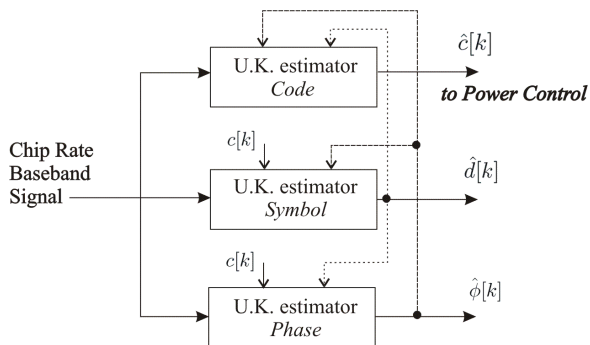 ĉ[k]
U.K. estimator
Code
to Power Control
c[k]
Chip Rate
Baseband
Signal
U.K. estimator
Symbol
d̂[k]
c[k]
U.K. estimator
Phase
ϕ̂[k]